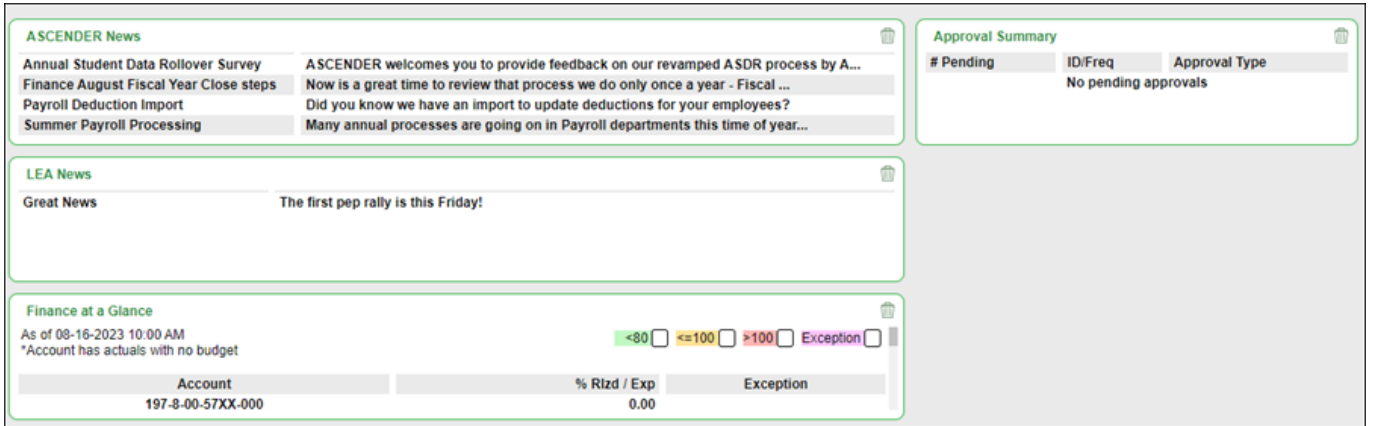 ASCENDER News
Annual Student Data Rollover Survey ASCENDER welcomes you to provide feedback on our revamped ASDR process by A...
Finance August Fiscal Year Close steps Now is a great time to review that process we do only once a year - Fiscal ...
Payroll Deduction Import Did you know we have an import to update deductions for your employees?
Summer Payroll Processing Many annual processes are going on in Payroll departments this time of year...
Approval Summary
# Pending ID/Freq Approval Type
No pending approvals
LEA News
Great News The first pep rally is this Friday!
Finance at a Glance
As of 08-16-2023 10:00 AM
*Account has actuals with no budget
<80 <=100 >100 Exception
Account % Rlzd / Exp Exception
197-8-00-57XX-000 0.00